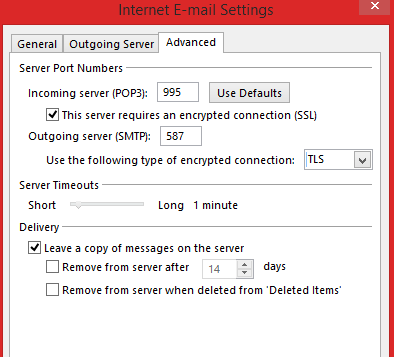 Internet E-mail Settings
General Outgoing Server Advanced
Server Port Numbers
Incoming server (POP3): 995 Use Defaults
This server requires an encrypted connection (SSL)
Outgoing server (SMTP): 587
Use the following type of encrypted connection: TLS
Server Timeouts
Short Long 1 minute
Delivery
Leave a copy of messages on the server
Remove from server after 14 days
Remove from server when deleted from 'Deleted Items'